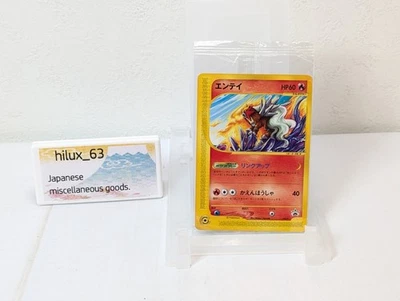 hilux_63
Japanese
miscellaneous goods.
エンテイ HP60
リングアップ
かえんほうしゃ 40